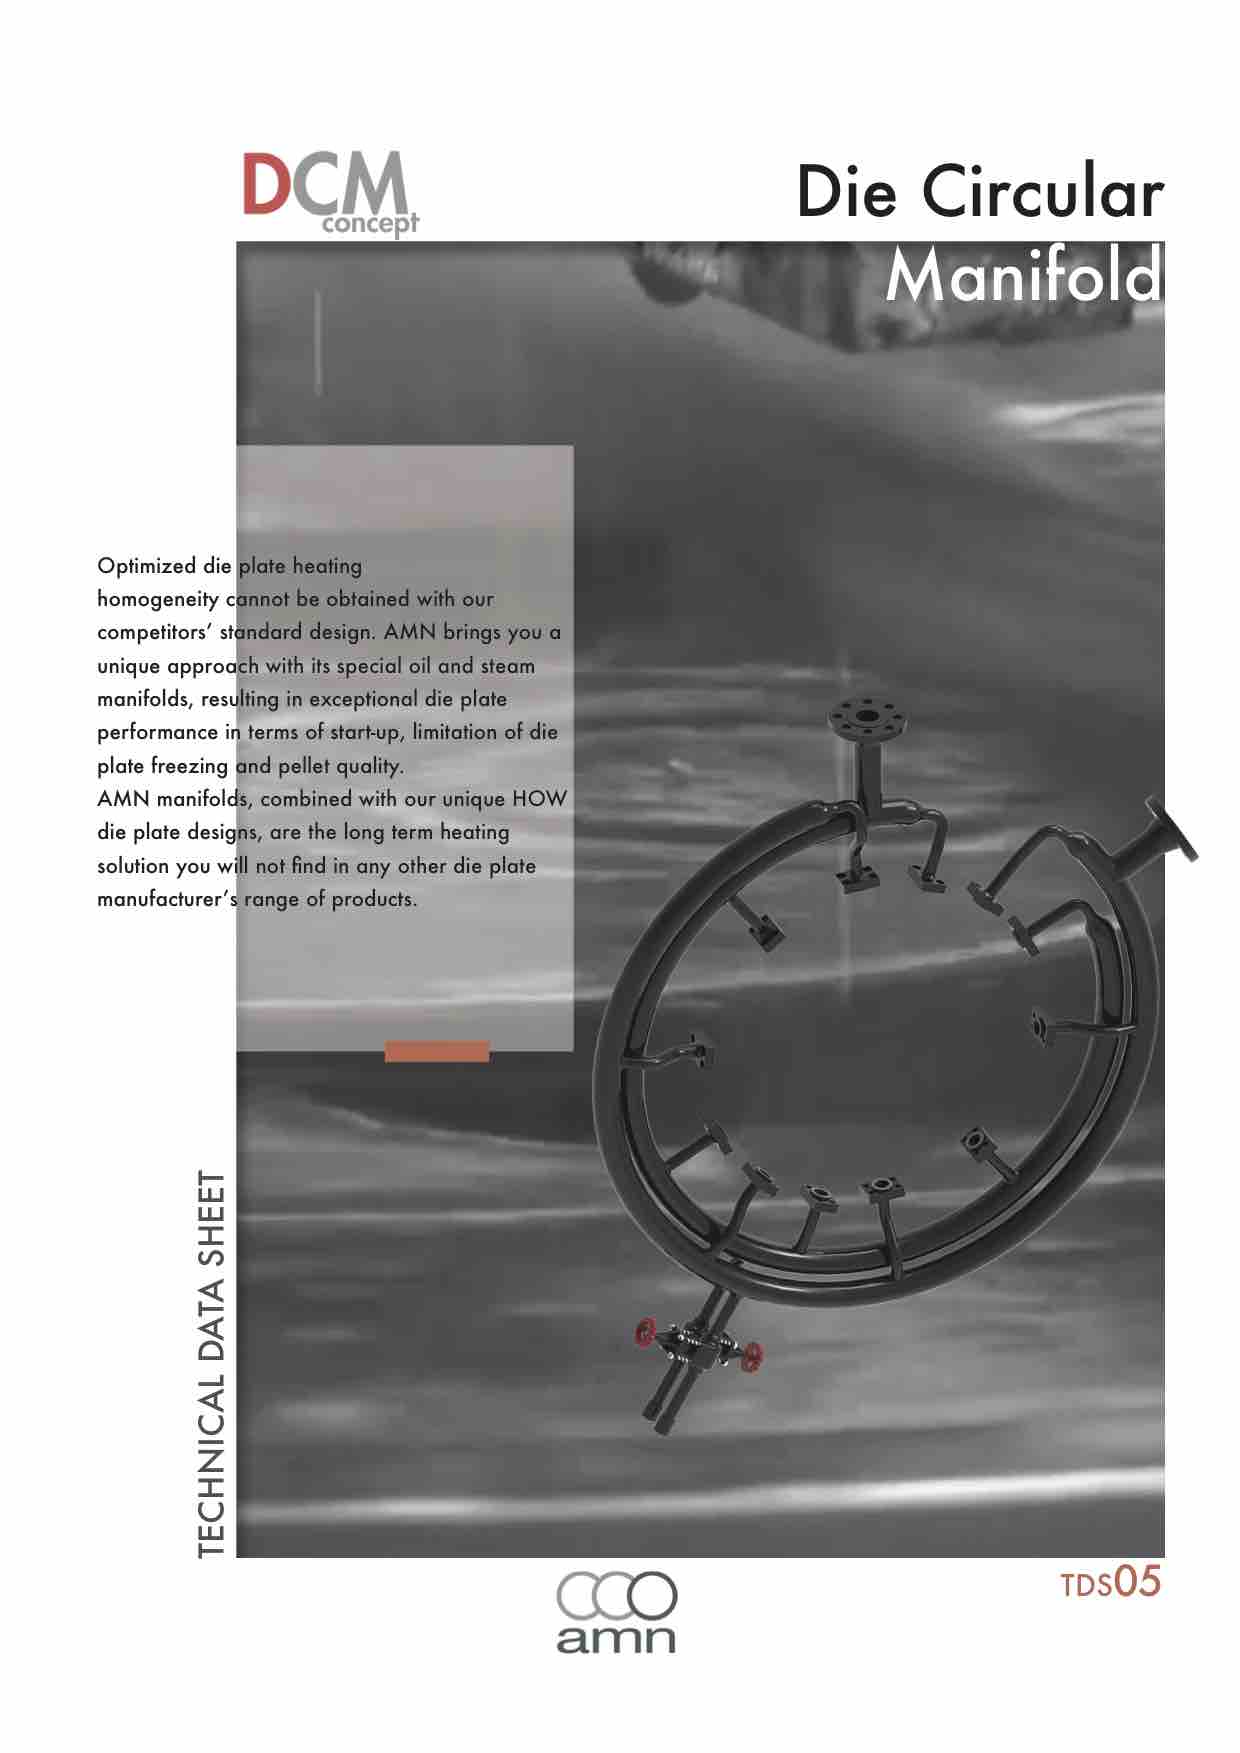 DCM
concept
Die Circular
Manifold
Optimized die plate heating
homogeneity cannot be obtained with our
competitors’ standard design. AMN brings you a
unique approach with its special oil and steam
manifolds, resulting in exceptional die plate
performance in terms of start-up, limitation of die
plate freezing and pellet quality.
AMN manifolds, combined with our unique HOW
die plate designs, are the long term heating
solution you will not find in any other die plate
manufacturer’s range of products.
TECHNICAL DATA SHEET
TDS05
amn